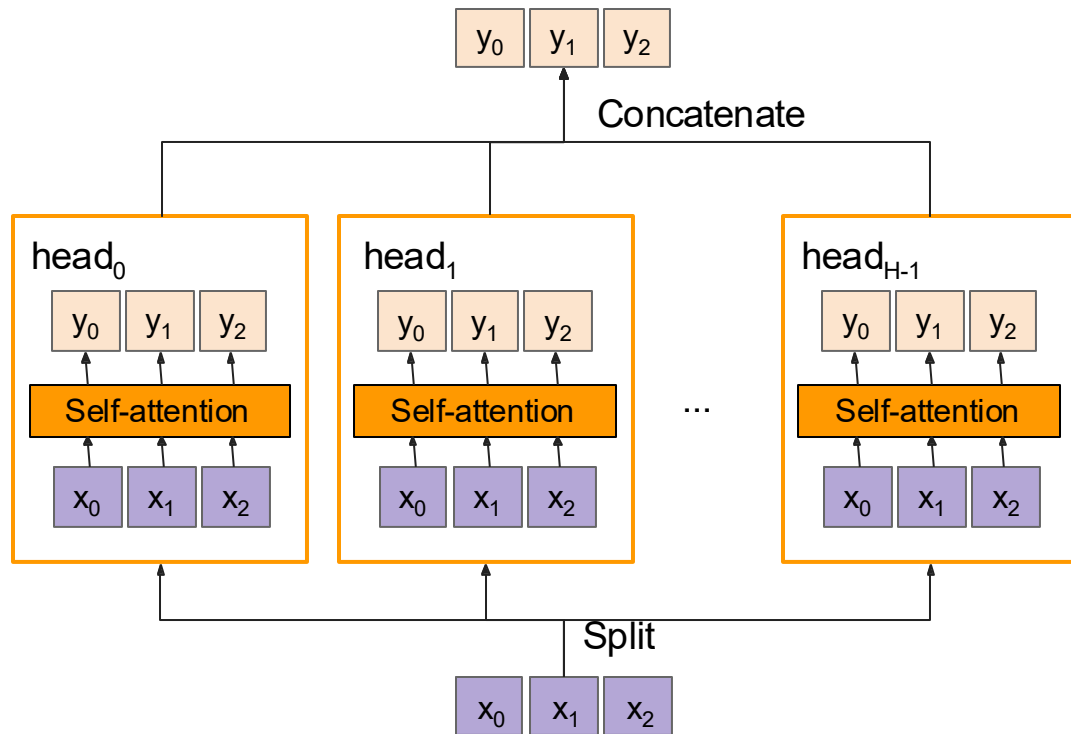 y₀ y₁ y₂
Concatenate
head₀ head₁ head_H-1
y₀ y₁ y₂ y₀ y₁ y₂ y₀ y₁ y₂
Self-attention Self-attention ... Self-attention
x₀ x₁ x₂ x₀ x₁ x₂ x₀ x₁ x₂
Split
x₀ x₁ x₂